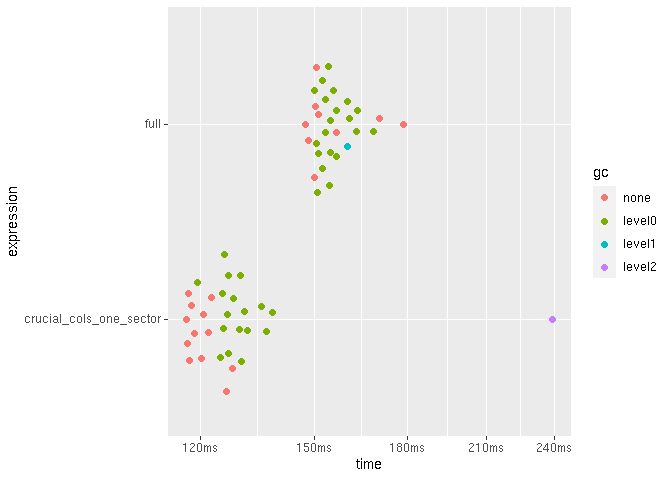 full
crucial_cols_one_sector
expression
120ms 150ms 180ms 210ms 240ms
time
gc
none
level0
level1
level2